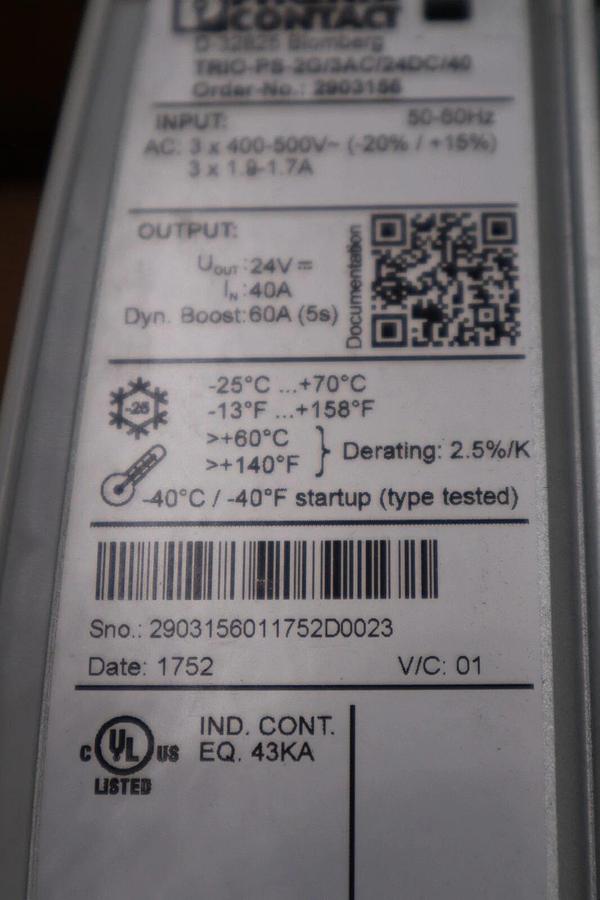 PHOENIX
CONTACT
D-32825 Blomberg
TRIO-PS-2G/3AC/24DC/40
Order-No.: 2903156
INPUT: 50-60Hz
AC: 3 x 400-500V~ (-20% / +15%)
3 x 1.9-1.7A
OUTPUT:
UOUT:24V⎓
IN:40A
Dyn. Boost:60A (5s)
Documentation
-25
-25°C ...+70°C
-13°F ...+158°F
>+60°C
>+140°F
} Derating: 2.5%/K
-40°C / -40°F startup (type tested)
Sno.: 2903156011752D0023
Date: 1752 V/C: 01
C UL US
LISTED
IND. CONT.
EQ. 43KA